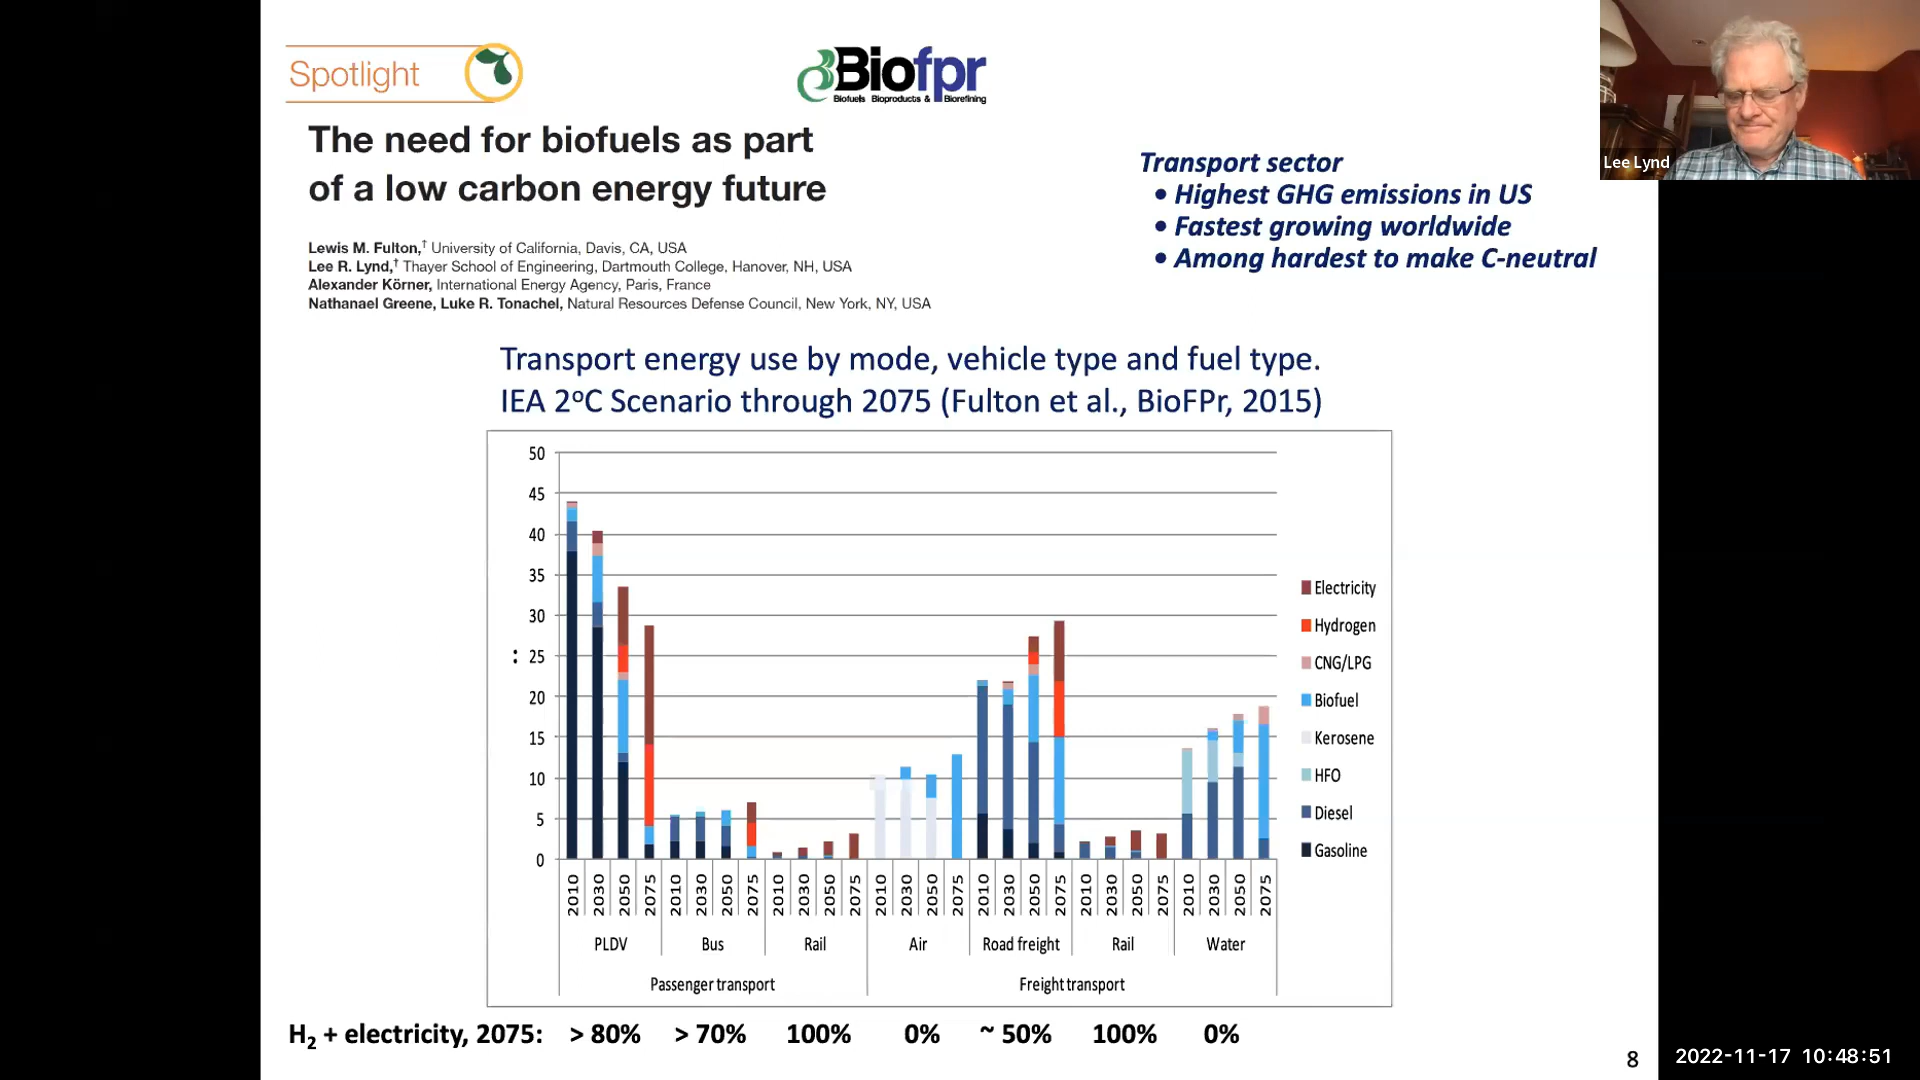 Spotlight
Biofpr
Biofuels Bioproducts & Biorefining
The need for biofuels as part
of a low carbon energy future
Lewis M. Fulton,† University of California, Davis, CA, USA
Lee R. Lynd,† Thayer School of Engineering, Dartmouth College, Hanover, NH, USA
Alexander Körner, International Energy Agency, Paris, France
Nathanael Greene, Luke R. Tonachel, Natural Resources Defense Council, New York, NY, USA
Transport sector
• Highest GHG emissions in US
• Fastest growing worldwide
• Among hardest to make C-neutral
Lee Lynd
Transport energy use by mode, vehicle type and fuel type.
IEA 2°C Scenario through 2075 (Fulton et al., BioFPr, 2015)
50
45
40
35
30
: 25
20
15
10
5
0
Electricity
Hydrogen
CNG/LPG
Biofuel
Kerosene
HFO
Diesel
Gasoline
2010 2030 2050 2075 2010 2030 2050 2075 2010 2030 2050 2075 2010 2030 2050 2075 2010 2030 2050 2075 2010 2030 2050 2075 2010 2030 2050 2075
PLDV Bus Rail Air Road freight Rail Water
Passenger transport Freight transport
H₂ + electricity, 2075: > 80% > 70% 100% 0% ~ 50% 100% 0%
8
2022-11-17 10:48:51